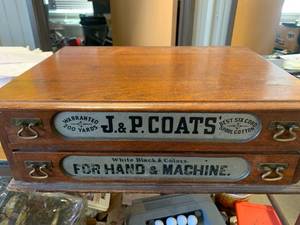 WARRANTED
200 YARDS
J.&P. COATS'
BEST SIX CORD
SPOOL COTTON
White Black & Colors.
FOR HAND & MACHINE.